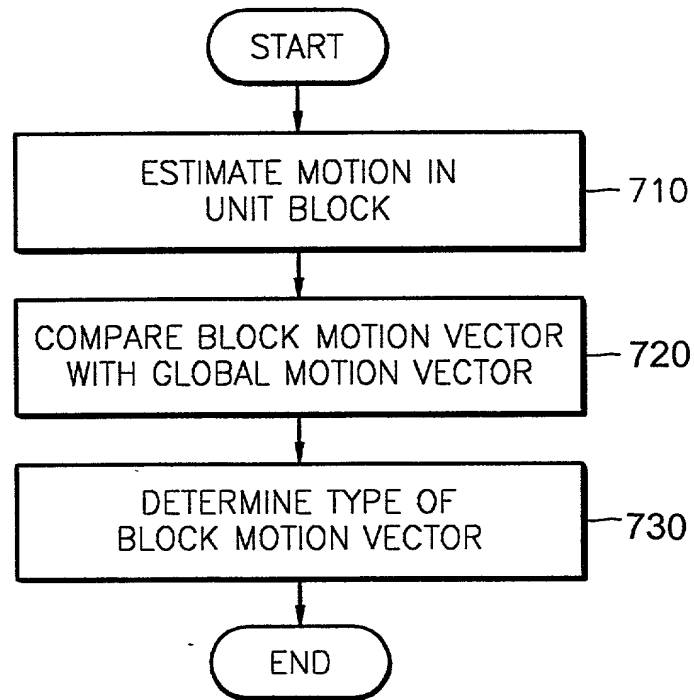 START
ESTIMATE MOTION IN
UNIT BLOCK
710
COMPARE BLOCK MOTION VECTOR
WITH GLOBAL MOTION VECTOR
720
DETERMINE TYPE OF
BLOCK MOTION VECTOR
730
END